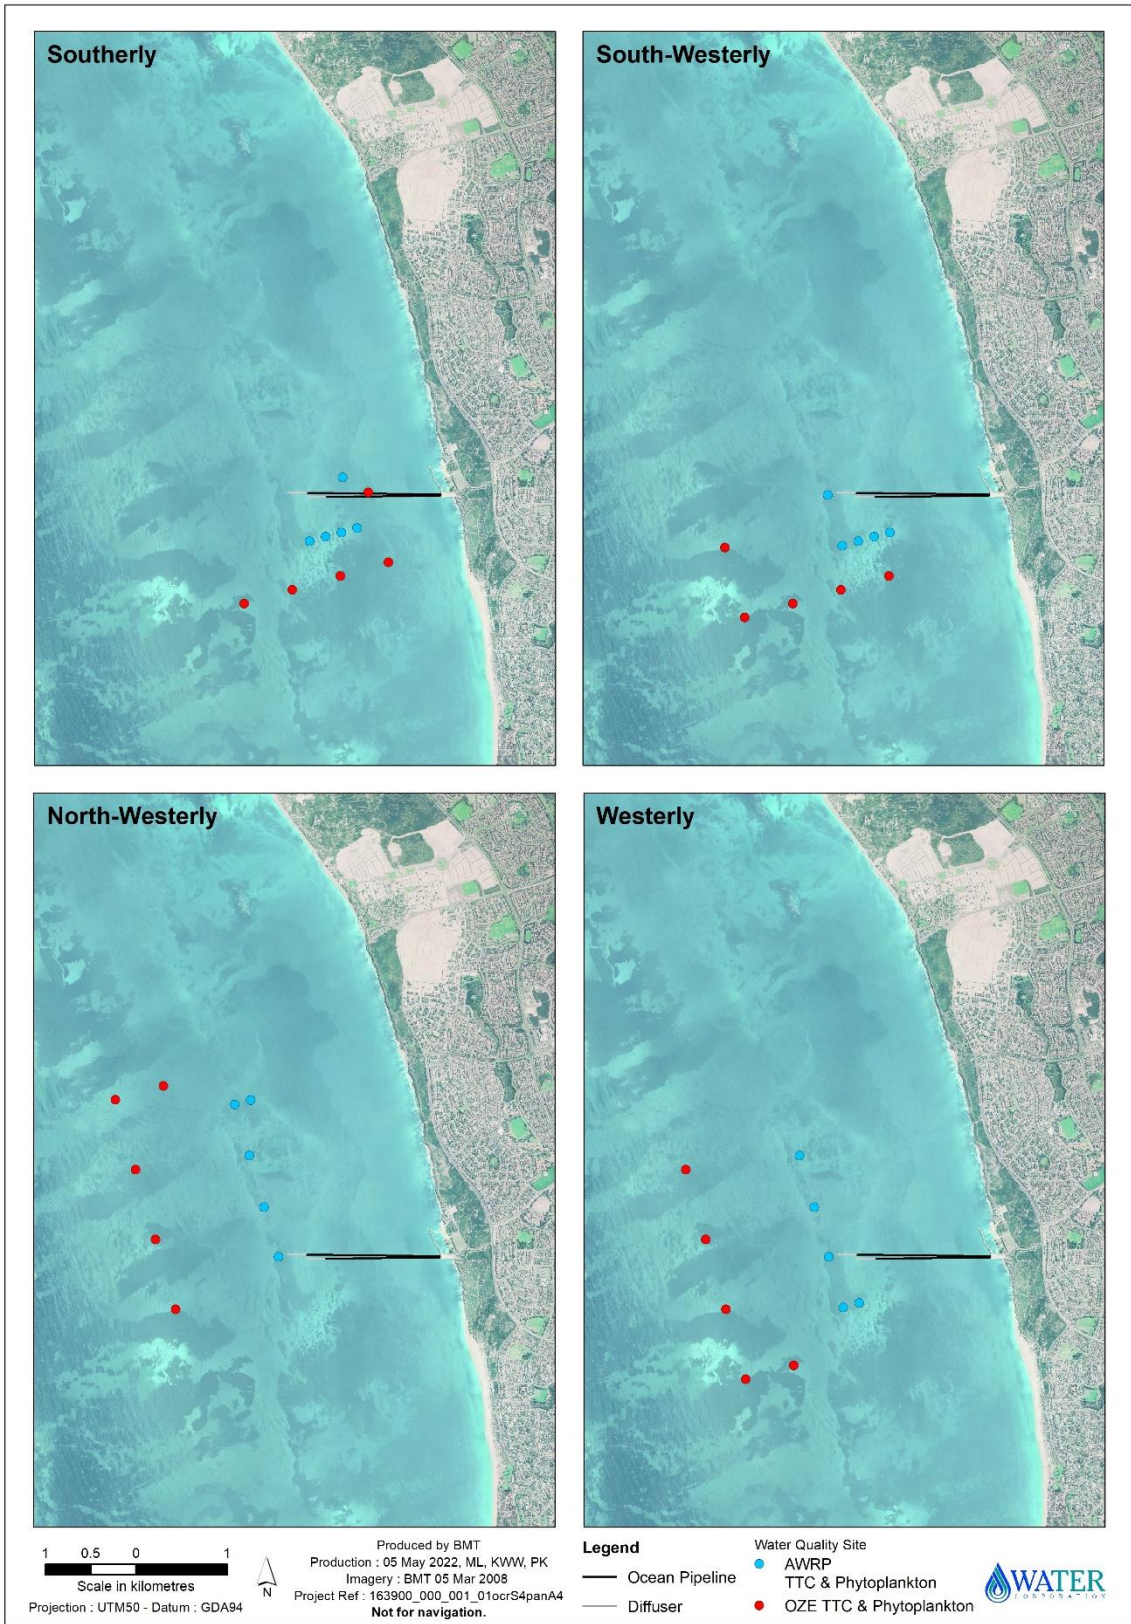 Southerly
South-Westerly
North-Westerly
Westerly
1 0.5 0 1
Scale in kilometres
Projection : UTM50 - Datum : GDA94
N
Produced by BMT
Production : 05 May 2022, ML, KWW, PK
Imagery : BMT 05 Mar 2008
Project Ref : 163900_000_001_01ocrS4panA4
Not for navigation.
Legend
Ocean Pipeline
Diffuser
Water Quality Site
AWRP
TTC & Phytoplankton
OZE TTC & Phytoplankton
WATER
CORPORATION